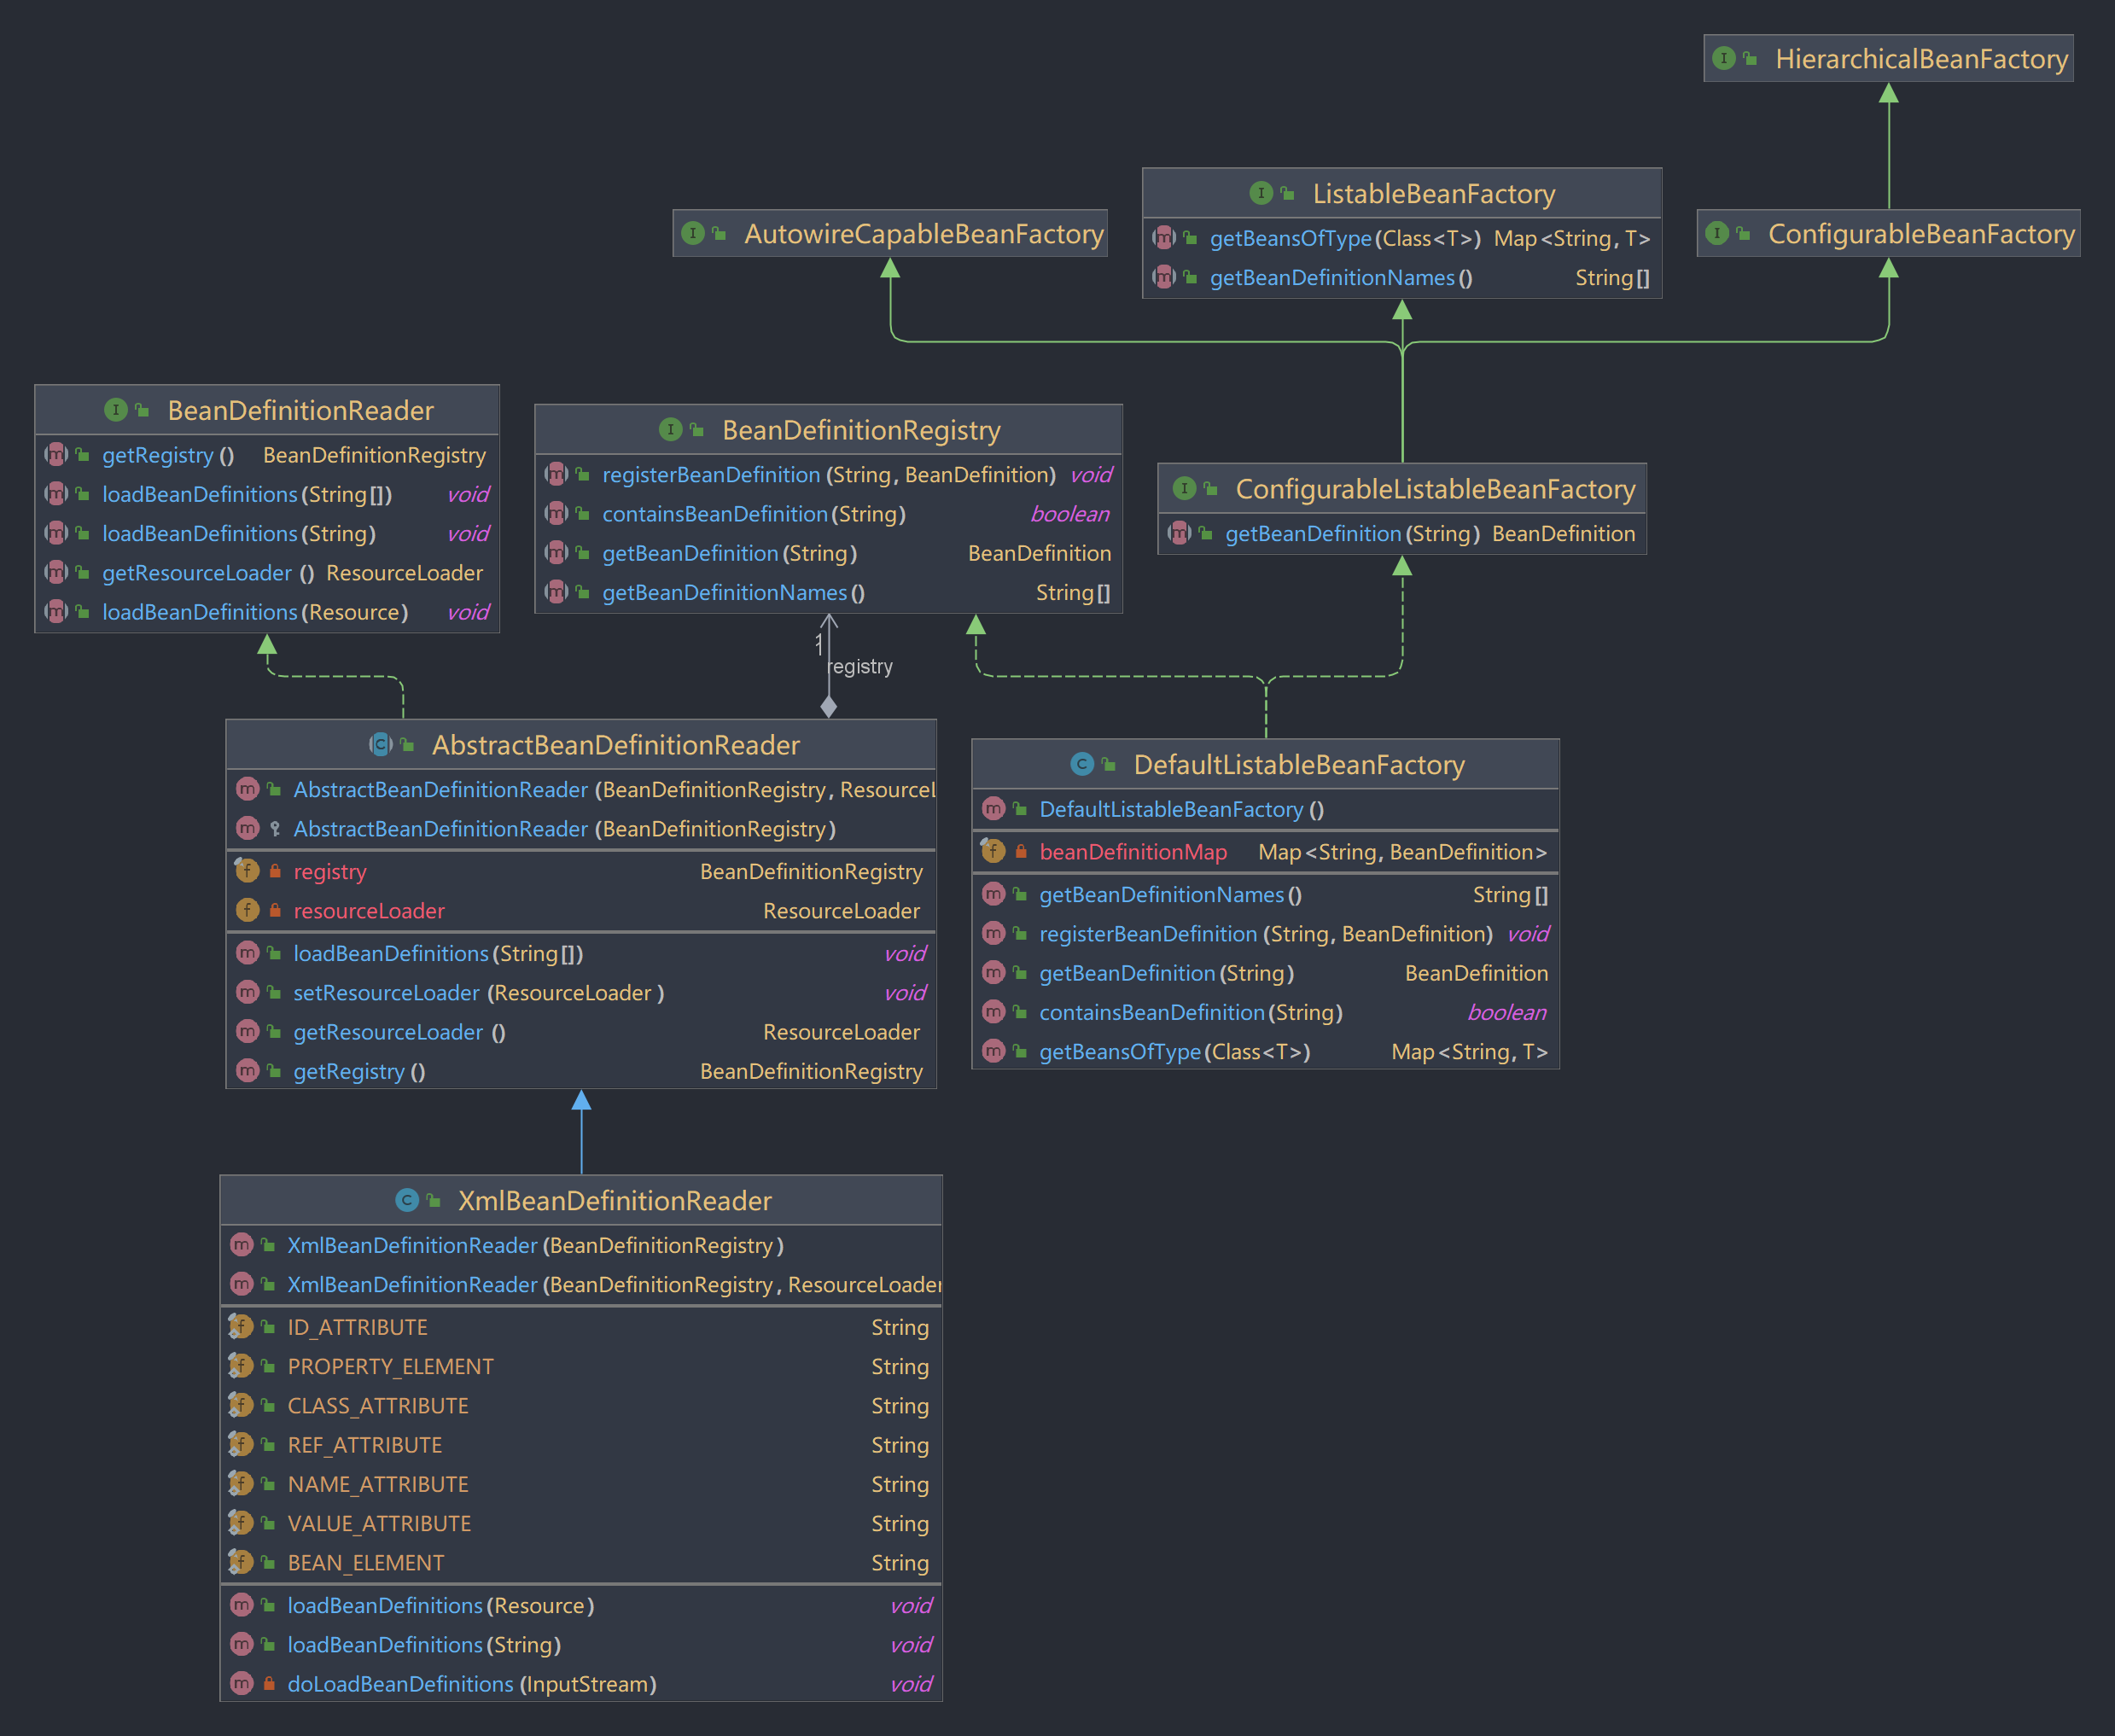 HierarchicalBeanFactory
ListableBeanFactory
getBeansOfType(Class<T>) Map<String, T>
getBeanDefinitionNames() String[]
AutowireCapableBeanFactory
ConfigurableBeanFactory
BeanDefinitionReader
getRegistry() BeanDefinitionRegistry
loadBeanDefinitions(String[]) void
loadBeanDefinitions(String) void
getResourceLoader() ResourceLoader
loadBeanDefinitions(Resource) void
BeanDefinitionRegistry
registerBeanDefinition(String, BeanDefinition) void
containsBeanDefinition(String) boolean
getBeanDefinition(String) BeanDefinition
getBeanDefinitionNames() String[]
ConfigurableListableBeanFactory
getBeanDefinition(String) BeanDefinition
1
registry
AbstractBeanDefinitionReader
AbstractBeanDefinitionReader(BeanDefinitionRegistry, ResourceL
AbstractBeanDefinitionReader(BeanDefinitionRegistry)
registry BeanDefinitionRegistry
resourceLoader ResourceLoader
loadBeanDefinitions(String[]) void
setResourceLoader(ResourceLoader) void
getResourceLoader() ResourceLoader
getRegistry() BeanDefinitionRegistry
DefaultListableBeanFactory
DefaultListableBeanFactory()
beanDefinitionMap Map<String, BeanDefinition>
getBeanDefinitionNames() String[]
registerBeanDefinition(String, BeanDefinition) void
getBeanDefinition(String) BeanDefinition
containsBeanDefinition(String) boolean
getBeansOfType(Class<T>) Map<String, T>
XmlBeanDefinitionReader
XmlBeanDefinitionReader(BeanDefinitionRegistry)
XmlBeanDefinitionReader(BeanDefinitionRegistry, ResourceLoader
ID_ATTRIBUTE String
PROPERTY_ELEMENT String
CLASS_ATTRIBUTE String
REF_ATTRIBUTE String
NAME_ATTRIBUTE String
VALUE_ATTRIBUTE String
BEAN_ELEMENT String
loadBeanDefinitions(Resource) void
loadBeanDefinitions(String) void
doLoadBeanDefinitions(InputStream) void